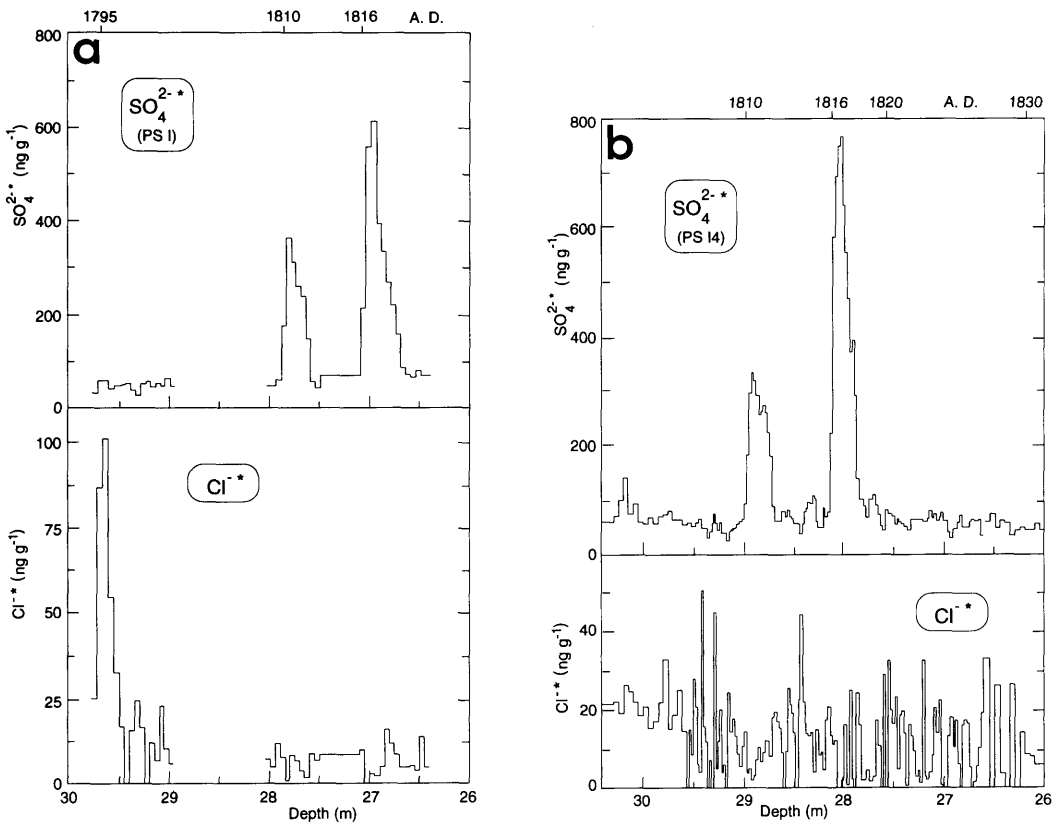 1795 1810 1816 A. D.
a
800
SO4 2- *
(PS I)
600
400
200
0
SO4 2-* (ng g-1)
Cl- *
100
75
50
25
0
Cl-* (ng g-1)
30 29 28 27 26
Depth (m)
1810 1816 1820 A. D. 1830
b
800
SO4 2- *
(PS I4)
600
400
200
0
SO4 2-* (ng g-1)
Cl- *
40
20
0
Cl-* (ng g-1)
30 29 28 27 26
Depth (m)